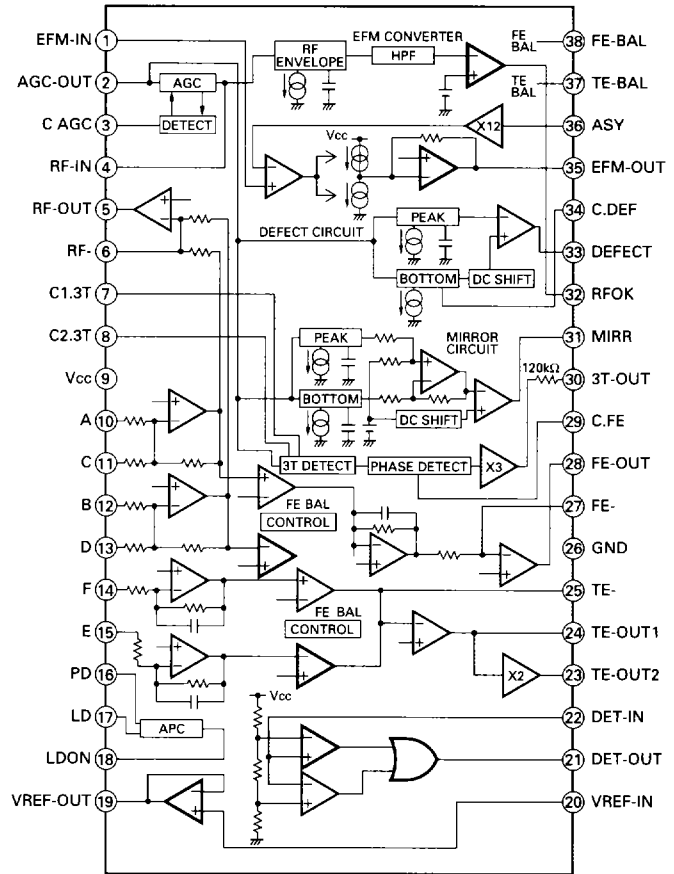 EFM-IN 1
AGC-OUT 2
C AGC 3
RF-IN 4
RF-OUT 5
RF- 6
C1.3T 7
C2.3T 8
Vcc 9
A 10
C 11
B 12
D 13
F 14
E 15
PD 16
LD 17
LDON 18
VREF-OUT 19
EFM CONVERTER
RF
ENVELOPE
HPF
FE
BAL
TE
BAL
AGC
DETECT
X12
Vcc
DEFECT CIRCUIT
PEAK
BOTTOM
DC SHIFT
PEAK
MIRROR
CIRCUIT
BOTTOM
DC SHIFT
120kΩ
3T DETECT
PHASE DETECT
X3
FE BAL
CONTROL
FE BAL
CONTROL
X2
APC
Vcc
38 FE-BAL
37 TE-BAL
36 ASY
35 EFM-OUT
34 C.DEF
33 DEFECT
32 RFOK
31 MIRR
30 3T-OUT
29 C.FE
28 FE-OUT
27 FE-
26 GND
25 TE-
24 TE-OUT1
23 TE-OUT2
22 DET-IN
21 DET-OUT
20 VREF-IN